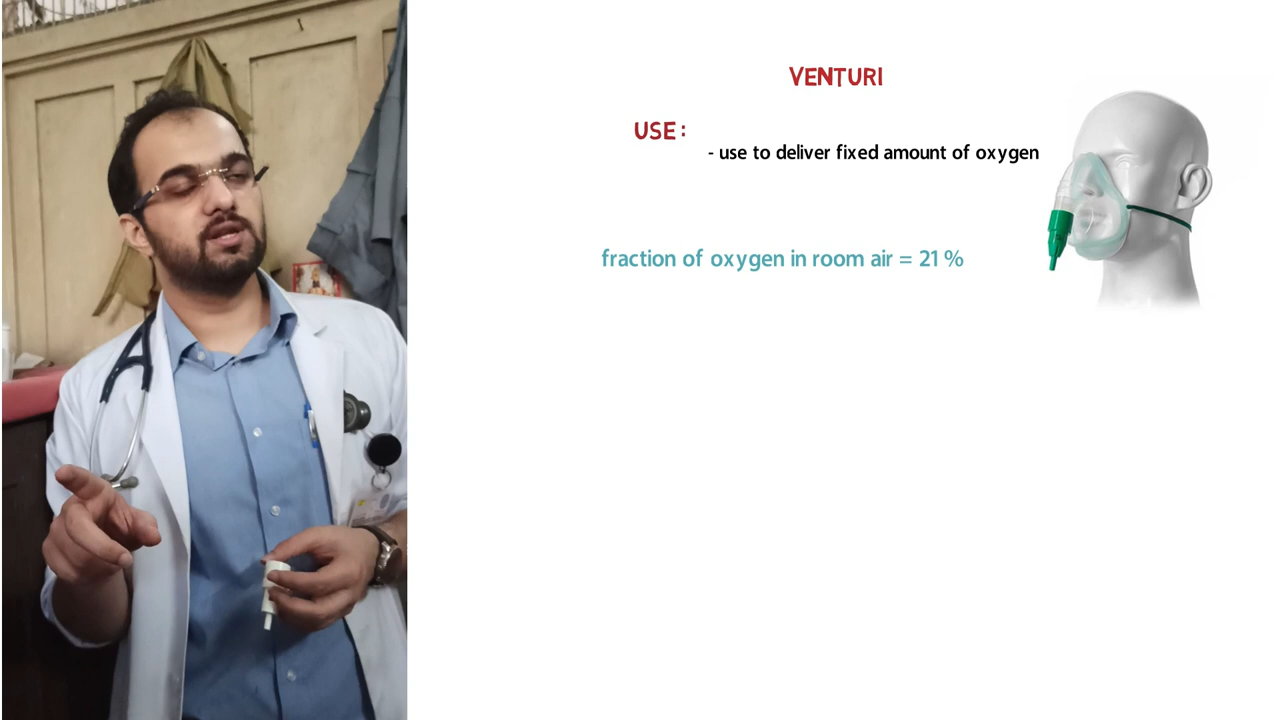 VENTURI
USE :
- use to deliver fixed amount of oxygen
fraction of oxygen in room air = 21 %